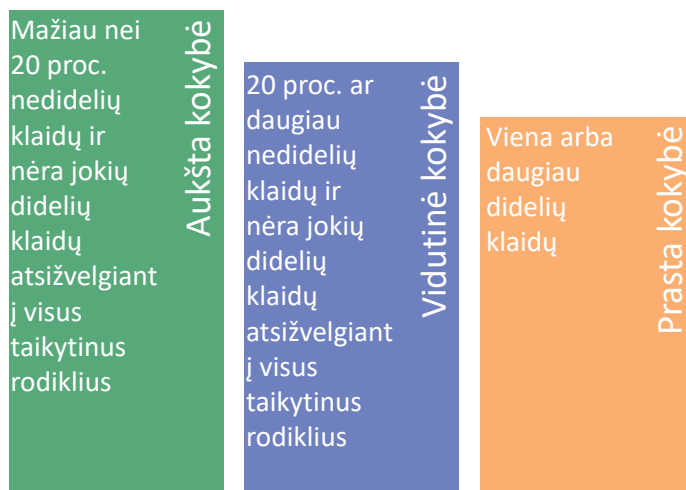 Mažiau nei
20 proc.
nedidelių
klaidų ir
nėra jokių
didelių
klaidų
atsižvelgiant
į visus
taikytinus
rodiklius
Aukšta kokybė
20 proc. ar
daugiau
nedidelių
klaidų ir
nėra jokių
didelių
klaidų
atsižvelgiant
į visus
taikytinus
rodiklius
Vidutinė kokybė
Viena arba
daugiau
didelių
klaidų
Prasta kokybė